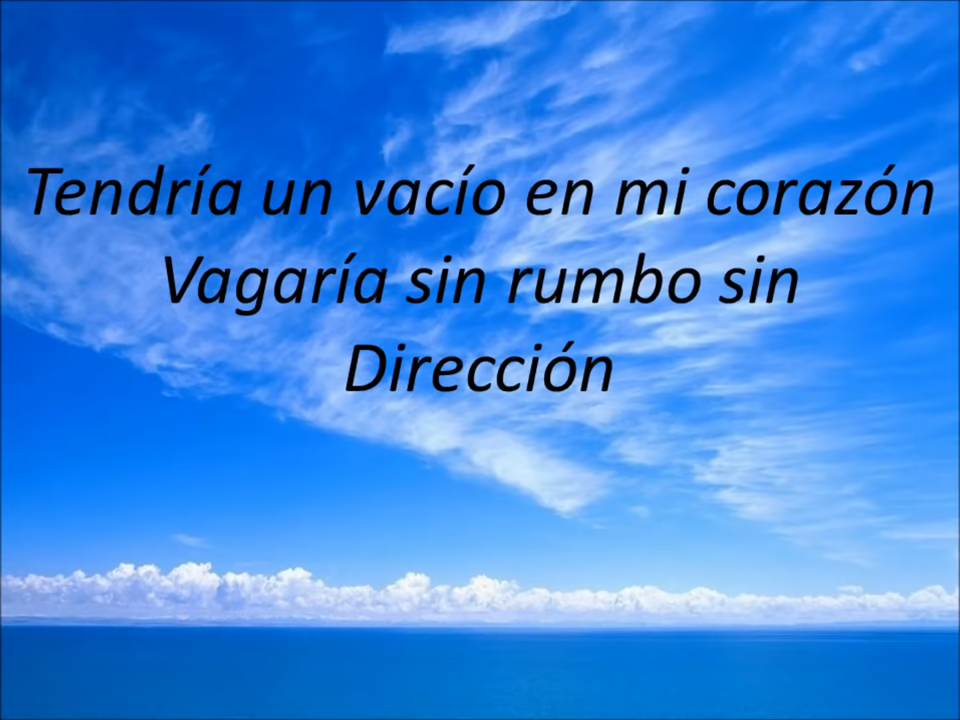 Tendría un vacío en mi corazón
Vagaría sin rumbo sin
Dirección